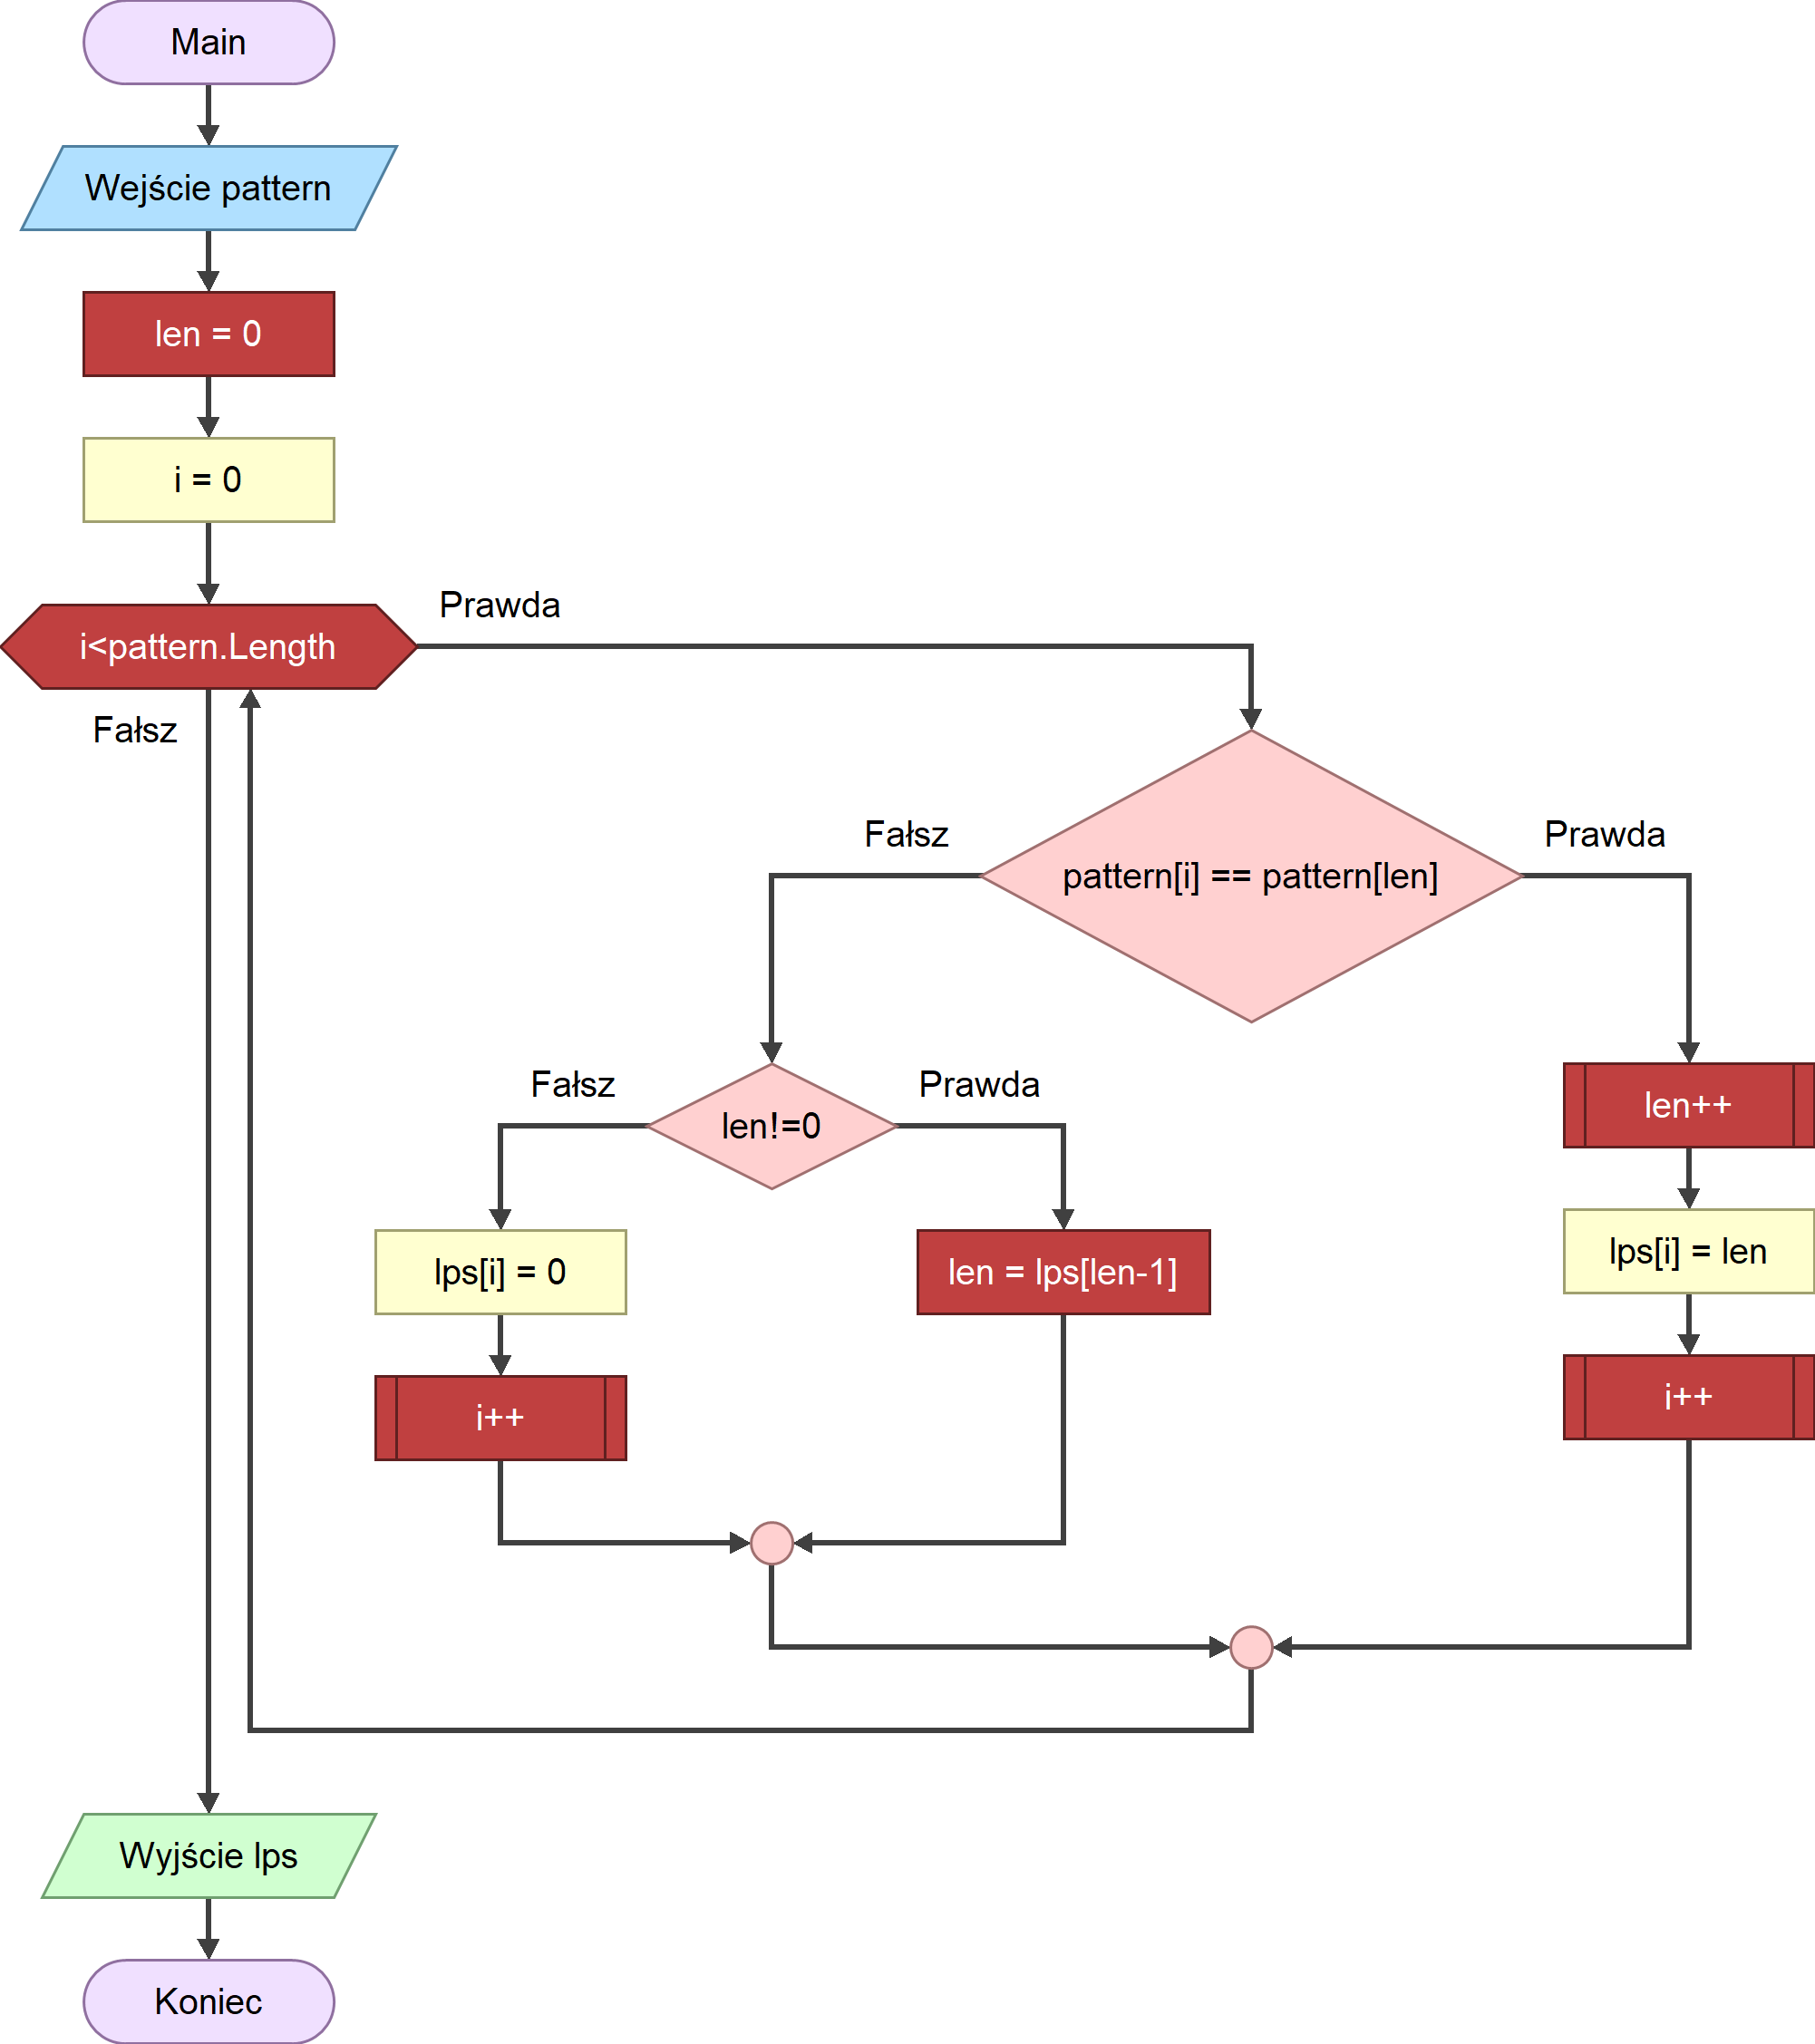 Main
Wejście pattern
len = 0
i = 0
i<pattern.Length
Prawda
Fałsz
pattern[i] == pattern[len]
Fałsz
Prawda
len!=0
Fałsz
Prawda
lps[i] = 0
i++
len = lps[len-1]
len++
lps[i] = len
i++
Wyjście lps
Koniec